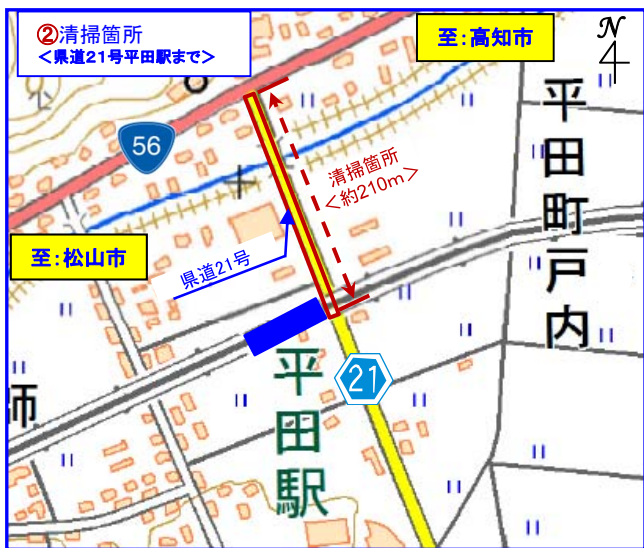 ②清掃箇所
<県道21号平田駅まで>
至:高知市
N
56
清掃箇所
<約210m>
平田町戸内
至:松山市
県道21号
21
師
平田駅